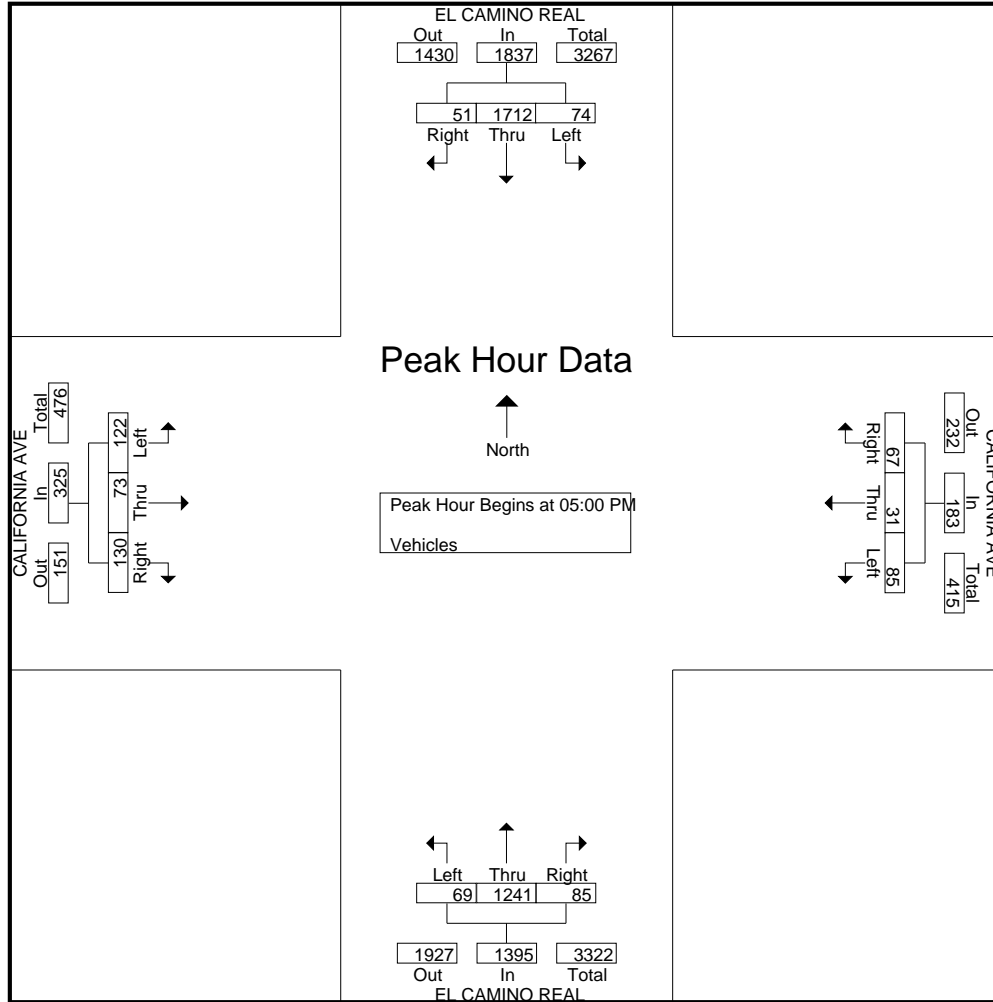 EL CAMINO REAL
Out In Total
1430 1837 3267
51 1712 74
Right Thru Left
Peak Hour Data
North
Peak Hour Begins at 05:00 PM
Vehicles
CALIFORNIA AVE
Out In Total
151 325 476
Right Thru Left
130 73 122
CALIFORNIA AVE
Out In Total
232 183 415
Right Thru Left
67 31 85
Left Thru Right
69 1241 85
1927 1395 3322
Out In Total
EL CAMINO REAL